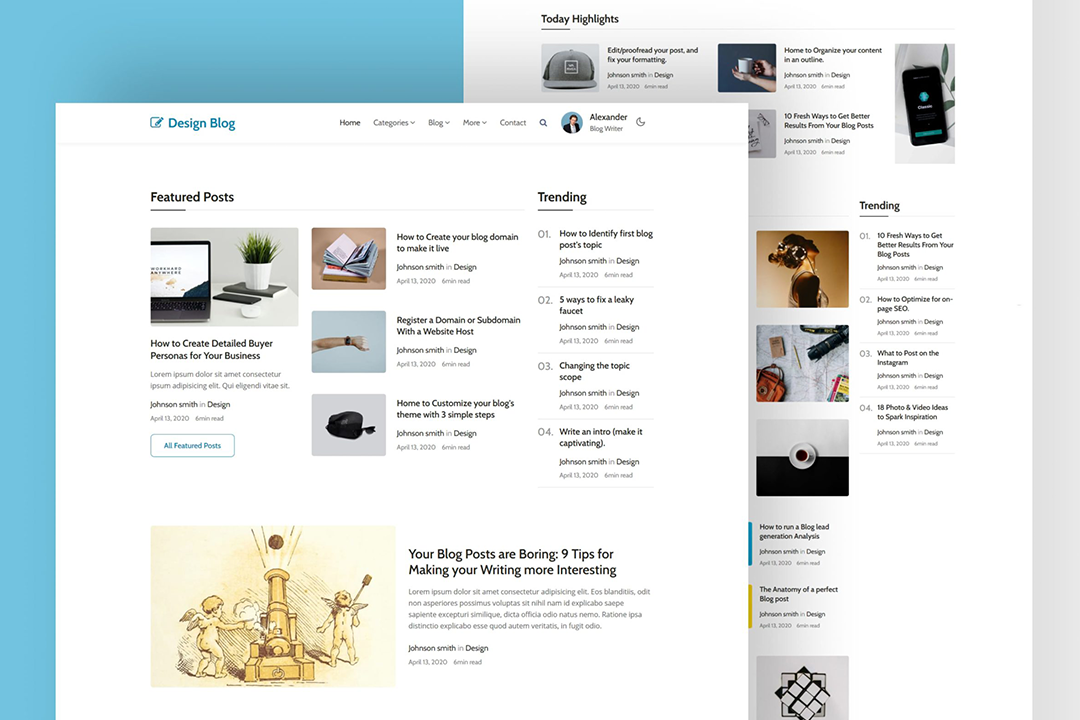 Today Highlights
Edit/proofread your post, and
fix your formatting.
Johnson smith in Design
April 13, 2020 6min read
Home to Organize your content
in an outline.
Johnson smith in Design
April 13, 2020 6min read
10 Fresh Ways to Get Better
Results From Your Blog Posts
Johnson smith in Design
April 13, 2020 6min read
Classie
Design Blog
Home
Categories
Blog
More
Contact
Alexander
Blog Writer
Featured Posts
WORKHARD
ANYWHERE
How to Create Detailed Buyer
Personas for Your Business
Lorem ipsum dolor sit amet consectetur
ipsum adipisicing elit. Qui eligendi vitae sit.
Johnson smith in Design
April 13, 2020 6min read
All Featured Posts
How to Create your blog domain
to make it live
Johnson smith in Design
April 13, 2020 6min read
Register a Domain or Subdomain
With a Website Host
Johnson smith in Design
April 13, 2020 6min read
Home to Customize your blog's
theme with 3 simple steps
Johnson smith in Design
April 13, 2020 6min read
Trending
01. How to Identify first blog
post's topic
Johnson smith in Design
April 13, 2020 6min read
02. 5 ways to fix a leaky
faucet
Johnson smith in Design
April 13, 2020 6min read
03. Changing the topic
scope
Johnson smith in Design
April 13, 2020 6min read
04. Write an intro (make it
captivating).
Johnson smith in Design
April 13, 2020 6min read
Your Blog Posts are Boring: 9 Tips for
Making your Writing more Interesting
Lorem ipsum dolor sit amet consectetur adipisicing elit. Eos blanditiis, odit
non asperiores possimus voluptas sit nihil nam id explicabo saepe
sapiente excepturi similique, dicta officia odio natus nemo. Ratione ipsa
distinctio explicabo esse quod autem veritatis, in fugit odio.
Johnson smith in Design
April 13, 2020 6min read
Trending
01. 10 Fresh Ways to Get
Better Results From Your
Blog Posts
Johnson smith in Design
April 13, 2020 6min read
02. How to Optimize for on-
page SEO.
Johnson smith in Design
April 13, 2020 6min read
03. What to Post on the
Instagram
Johnson smith in Design
April 13, 2020 6min read
04. 18 Photo & Video Ideas
to Spark Inspiration
Johnson smith in Design
April 13, 2020 6min read
How to run a Blog lead
generation Analysis
Johnson smith in Design
April 13, 2020 6min read
The Anatomy of a perfect
Blog post
Johnson smith in Design
April 13, 2020 6min read